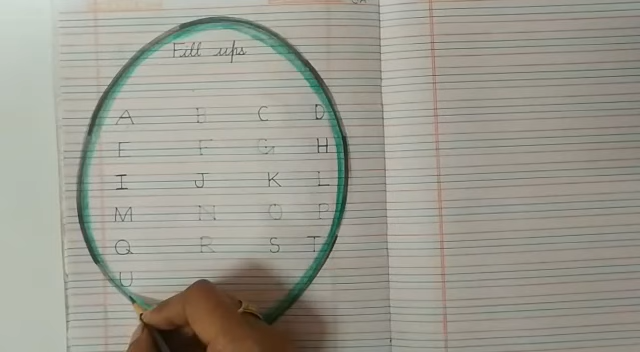 Fill ups
A B C D
E F G H
I J K L
M N O P
Q R S T
U